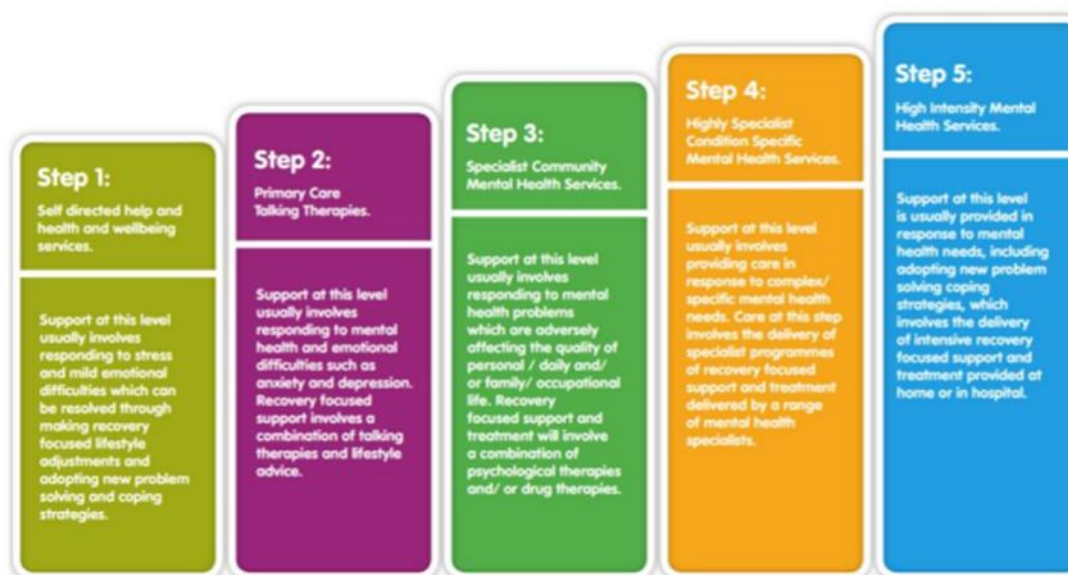 Step 1:
Self directed help and
health and wellbeing
services.
Support at this level
usually involves
responding to stress
and mild emotional
difficulties which can
be resolved through
making recovery
focused lifestyle
adjustments and
adopting new problem
solving and coping
strategies.
Step 2:
Primary Care
Talking Therapies.
Support at this level
usually involves
responding to mental
health and emotional
difficulties such as
anxiety and depression.
Recovery focused
support involves a
combination of talking
therapies and lifestyle
advice.
Step 3:
Specialist Community
Mental Health Services.
Support at this level
usually involves
responding to mental
health problems
which are adversely
affecting the quality of
personal / daily and/
or family/ occupational
life. Recovery
focused support and
treatment will involve
a combination of
psychological therapies
and/ or drug therapies.
Step 4:
Highly Specialist
Condition Specific
Mental Health Services.
Support at this level
usually involves
providing care in
response to complex/
specific mental health
needs. Care at this step
involves the delivery of
specialist programmes
of recovery focused
support and treatment
delivered by a range
of mental health
specialists.
Step 5:
High Intensity Mental
Health Services.
Support at this level
is usually provided in
response to mental
health needs, including
adopting new problem
solving coping
strategies, which
involves the delivery
of intensive recovery
focused support and
treatment provided at
home or in hospital.